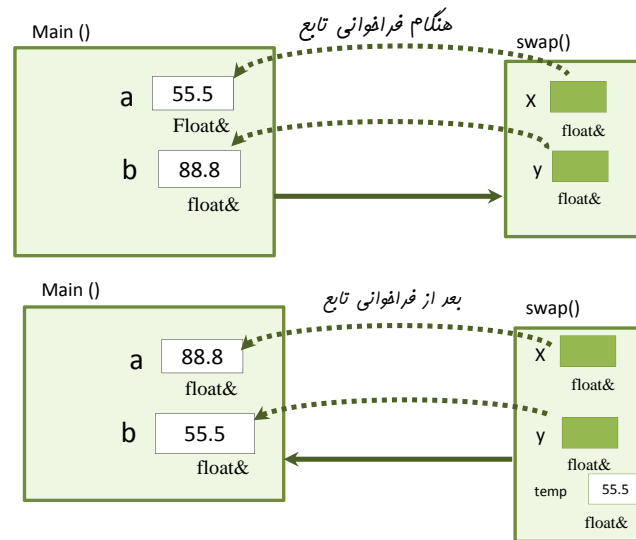 Main ()
هنگام فراخوانی تابع
swap()
a
55.5
Float&
x
float&
b
88.8
float&
y
float&
Main ()
بعد از فراخوانی تابع
swap()
a
88.8
float&
x
float&
b
55.5
float&
y
float&
temp
55.5
float&